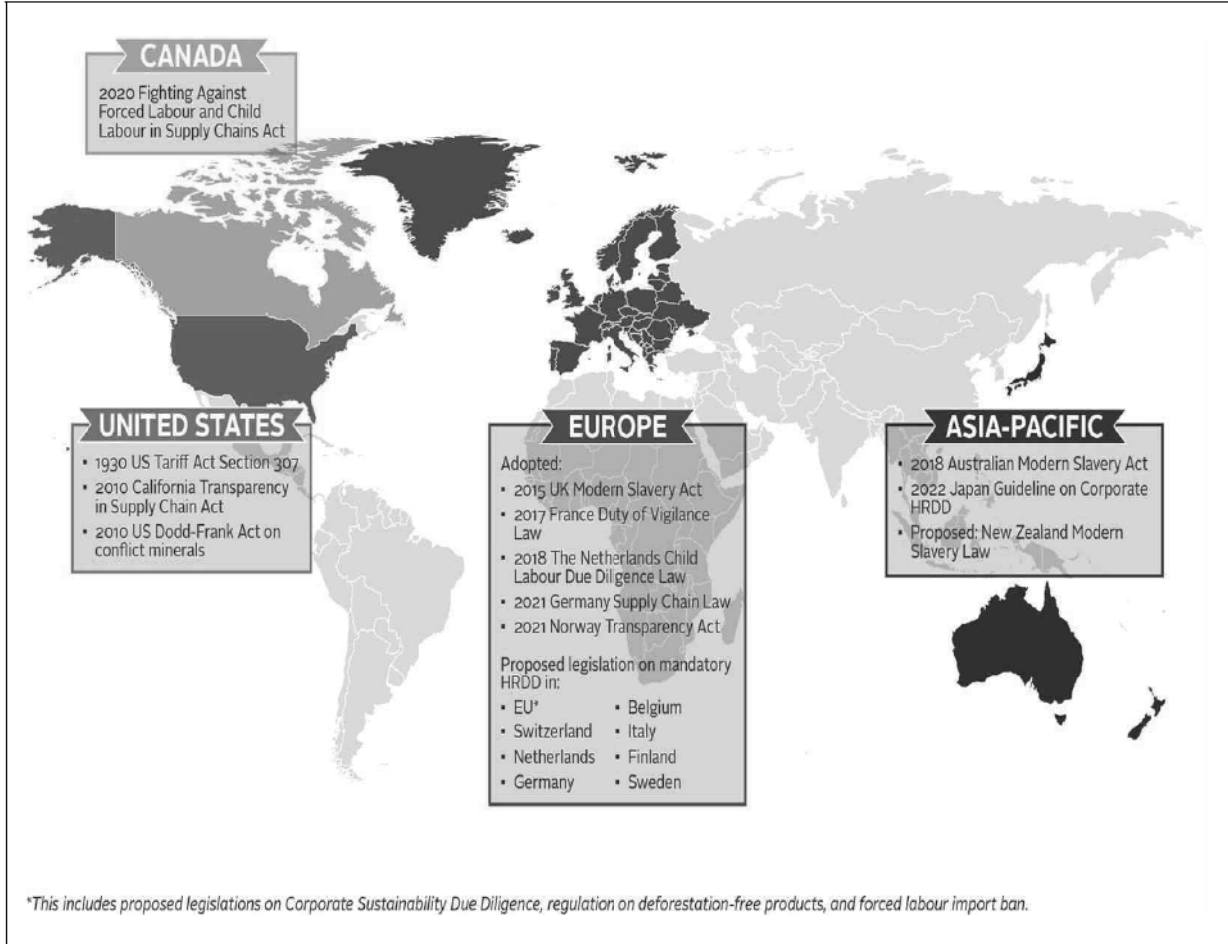 CANADA
2020 Fighting Against
Forced Labour and Child
Labour in Supply Chains Act
UNITED STATES
▪ 1930 US Tariff Act Section 307
▪ 2010 California Transparency
in Supply Chain Act
▪ 2010 US Dodd-Frank Act on
conflict minerals
EUROPE
Adopted:
▪ 2015 UK Modern Slavery Act
▪ 2017 France Duty of Vigilance
Law
▪ 2018 The Netherlands Child
Labour Due Diligence Law
▪ 2021 Germany Supply Chain Law
▪ 2021 Norway Transparency Act
Proposed legislation on mandatory
HRDD in:
▪ EU*
▪ Switzerland
▪ Netherlands
▪ Germany
▪ Belgium
▪ Italy
▪ Finland
▪ Sweden
ASIA-PACIFIC
▪ 2018 Australian Modern Slavery Act
▪ 2022 Japan Guideline on Corporate
HRDD
▪ Proposed: New Zealand Modern
Slavery Law
*This includes proposed legislations on Corporate Sustainability Due Diligence, regulation on deforestation-free products, and forced labour import ban.